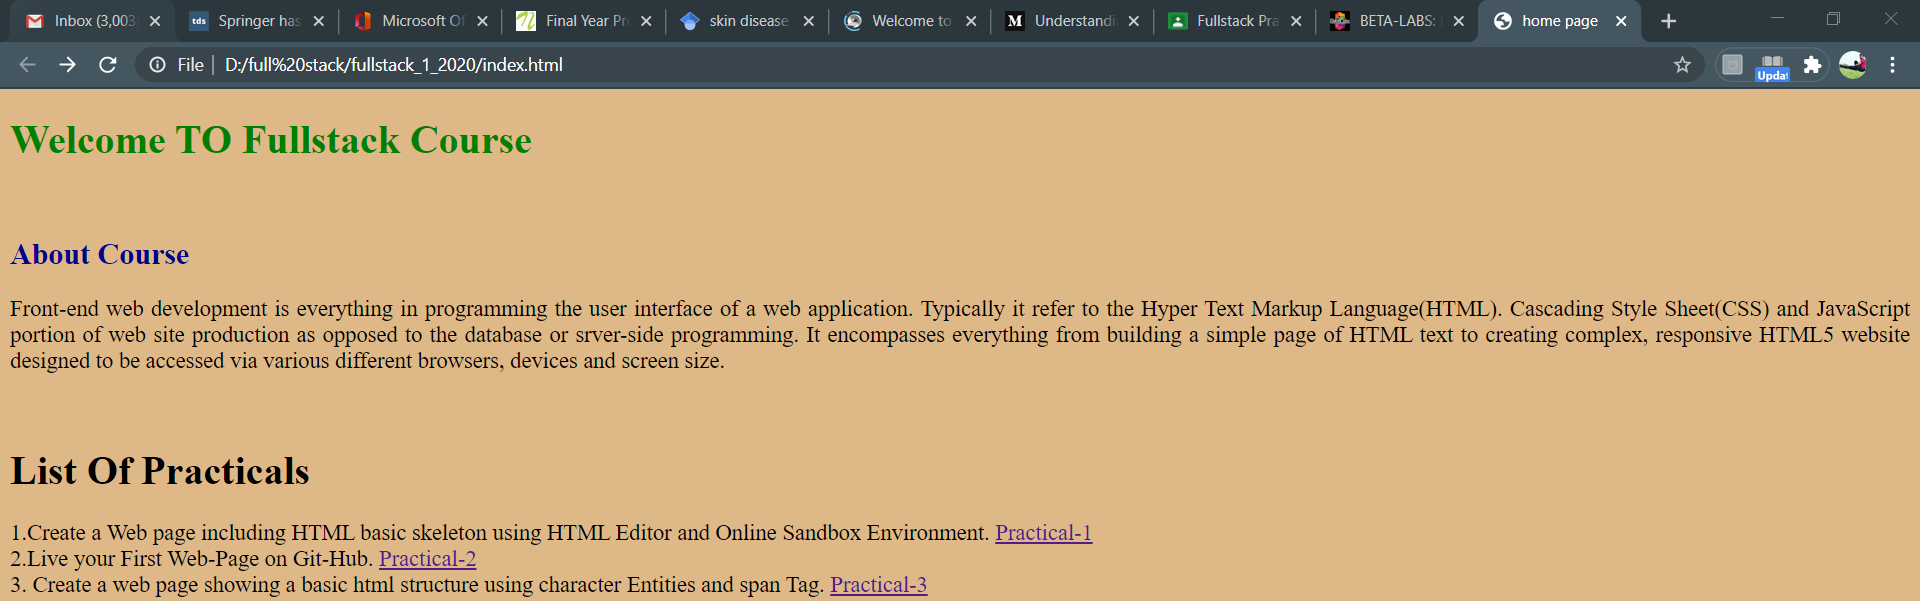 Inbox (3,003
tds Springer has
Microsoft Of
Final Year Pr
skin disease
Welcome to
M Understandi
Fullstack Pra
BETA-LABS:
home page
File D:/full%20stack/fullstack_1_2020/index.html
Upda
Welcome TO Fullstack Course
About Course
Front-end web development is everything in programming the user interface of a web application. Typically it refer to the Hyper Text Markup Language(HTML). Cascading Style Sheet(CSS) and JavaScript
portion of web site production as opposed to the database or srver-side programming. It encompasses everything from building a simple page of HTML text to creating complex, responsive HTML5 website
designed to be accessed via various different browsers, devices and screen size.
List Of Practicals
1.Create a Web page including HTML basic skeleton using HTML Editor and Online Sandbox Environment. Practical-1
2.Live your First Web-Page on Git-Hub. Practical-2
3. Create a web page showing a basic html structure using character Entities and span Tag. Practical-3